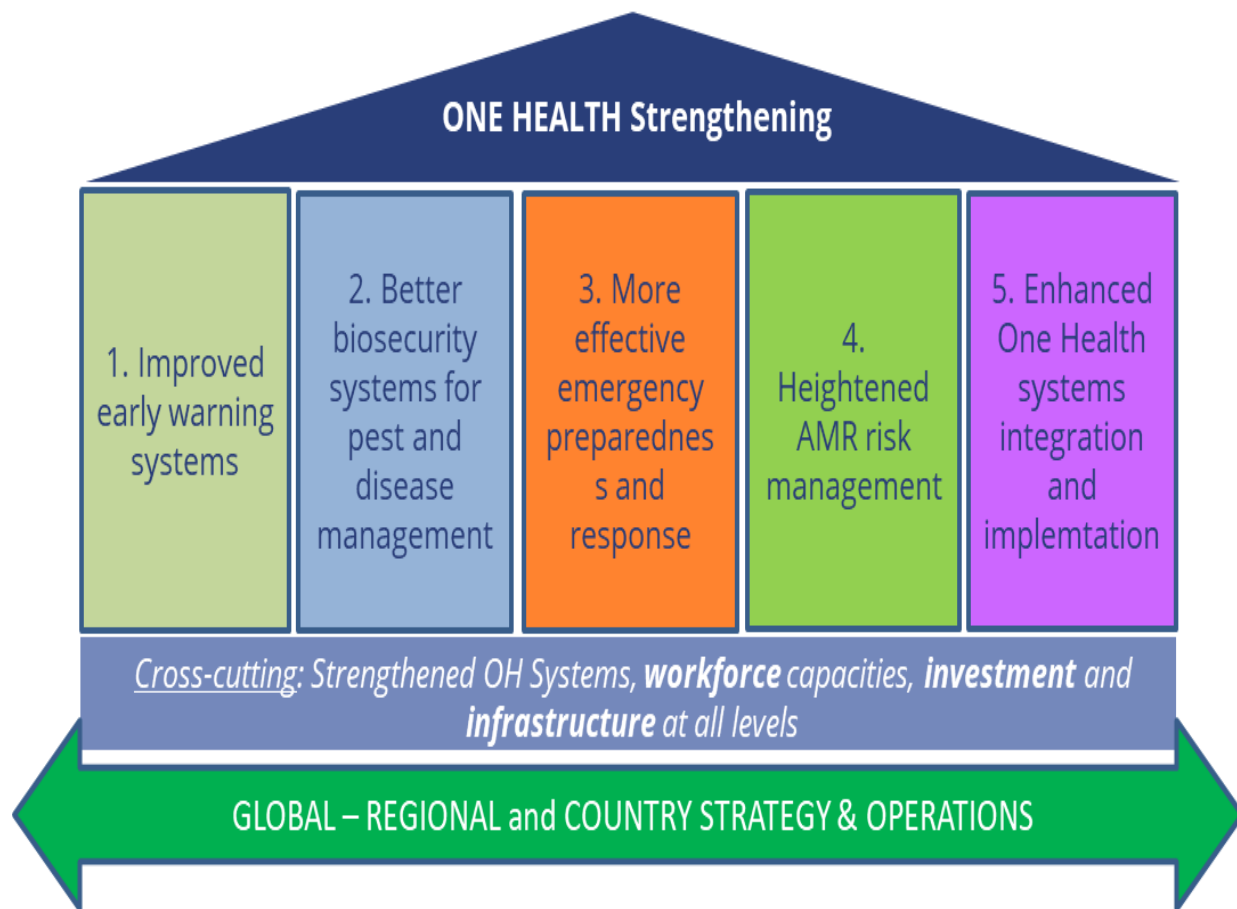 ONE HEALTH Strengthening
1. Improved
early warning
systems
2. Better
biosecurity
systems for
pest and
disease
management
3. More
effective
emergency
preparednes
s and
response
4.
Heightened
AMR risk
management
5. Enhanced
One Health
systems
integration
and
implemtation
Cross-cutting: Strengthened OH Systems, workforce capacities, investment and
infrastructure at all levels
GLOBAL – REGIONAL and COUNTRY STRATEGY & OPERATIONS